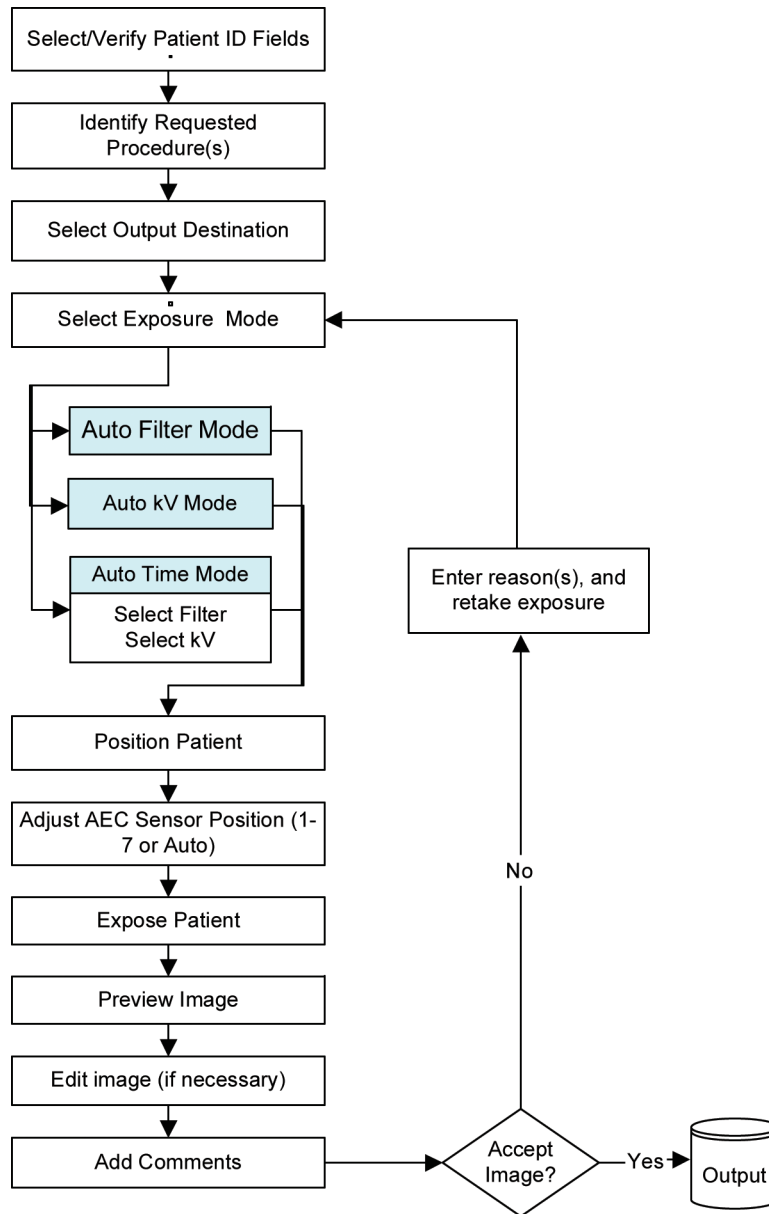 Select/Verify Patient ID Fields
Identify Requested
Procedure(s)
Select Output Destination
Select Exposure Mode
Auto Filter Mode
Auto kV Mode
Auto Time Mode
Select Filter
Select kV
Enter reason(s), and
retake exposure
Position Patient
Adjust AEC Sensor Position (1-
7 or Auto)
Expose Patient
Preview Image
Edit image (if necessary)
Add Comments
Accept
Image?
No
Yes
Output